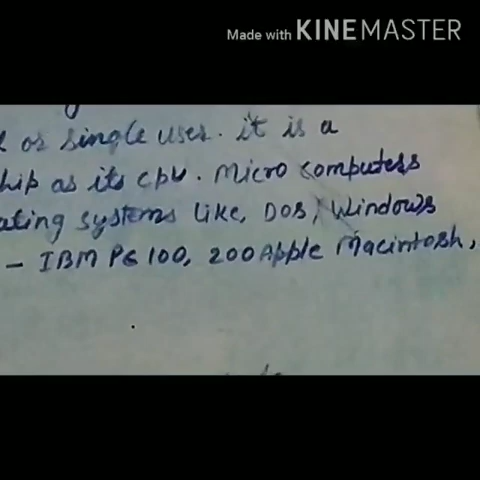 Made with KINEMASTER
or single user. it is a
hip as its CPU. Micro computers
ating systems like, DOS, Windows
- IBM PC 100, 200 Apple Macintosh,